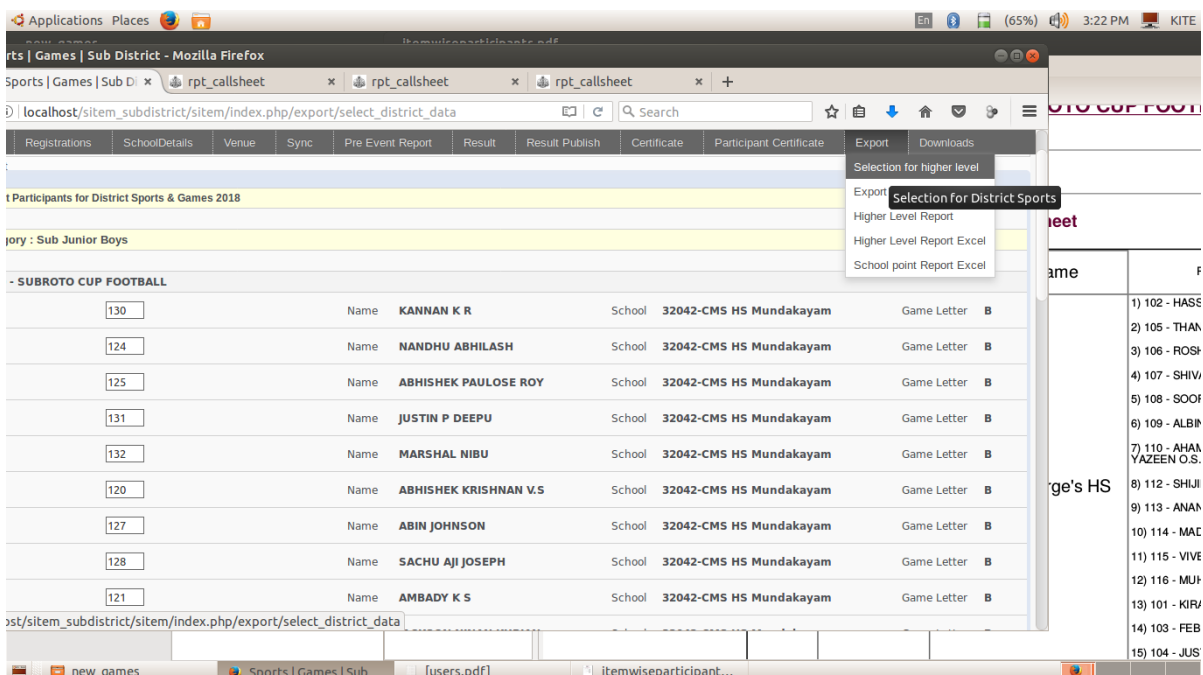 Applications Places
En (65%) 3:22 PM KITE
new_games itemwiseparticipants.pdf
rts | Games | Sub District - Mozilla Firefox
Sports | Games | Sub Di × rpt_callsheet × rpt_callsheet × rpt_callsheet × +
localhost/sitem_subdistrict/sitem/index.php/export/select_district_data Search
Registrations SchoolDetails Venue Sync Pre Event Report Result Result Publish Certificate Participant Certificate Export Downloads
Selection for higher level
Export
Selection for District Sports
Higher Level Report
Higher Level Report Excel
School point Report Excel
t Participants for District Sports & Games 2018
gory : Sub Junior Boys
- SUBROTO CUP FOOTBALL
130 Name KANNAN K R School 32042-CMS HS Mundakayam Game Letter B
124 Name NANDHU ABHILASH School 32042-CMS HS Mundakayam Game Letter B
125 Name ABHISHEK PAULOSE ROY School 32042-CMS HS Mundakayam Game Letter B
131 Name JUSTIN P DEEPU School 32042-CMS HS Mundakayam Game Letter B
132 Name MARSHAL NIBU School 32042-CMS HS Mundakayam Game Letter B
120 Name ABHISHEK KRISHNAN V.S School 32042-CMS HS Mundakayam Game Letter B
127 Name ABIN JOHNSON School 32042-CMS HS Mundakayam Game Letter B
128 Name SACHU AJI JOSEPH School 32042-CMS HS Mundakayam Game Letter B
121 Name AMBADY K S School 32042-CMS HS Mundakayam Game Letter B
ost/sitem_subdistrict/sitem/index.php/export/select_district_data
OTO CUP FOOT
heet
ame
1) 102 - HASS
2) 105 - THAN
3) 106 - ROSH
4) 107 - SHIVA
5) 108 - SOOR
6) 109 - ALBIN
7) 110 - AHAM
YAZEEN O.S.
rge's HS
8) 112 - SHIJI
9) 113 - ANAN
10) 114 - MAD
11) 115 - VIVE
12) 116 - MUH
13) 101 - KIRA
14) 103 - FEB
15) 104 - JUS
new_games Sports | Games | Sub ... [users.pdf] itemwiseparticipant...